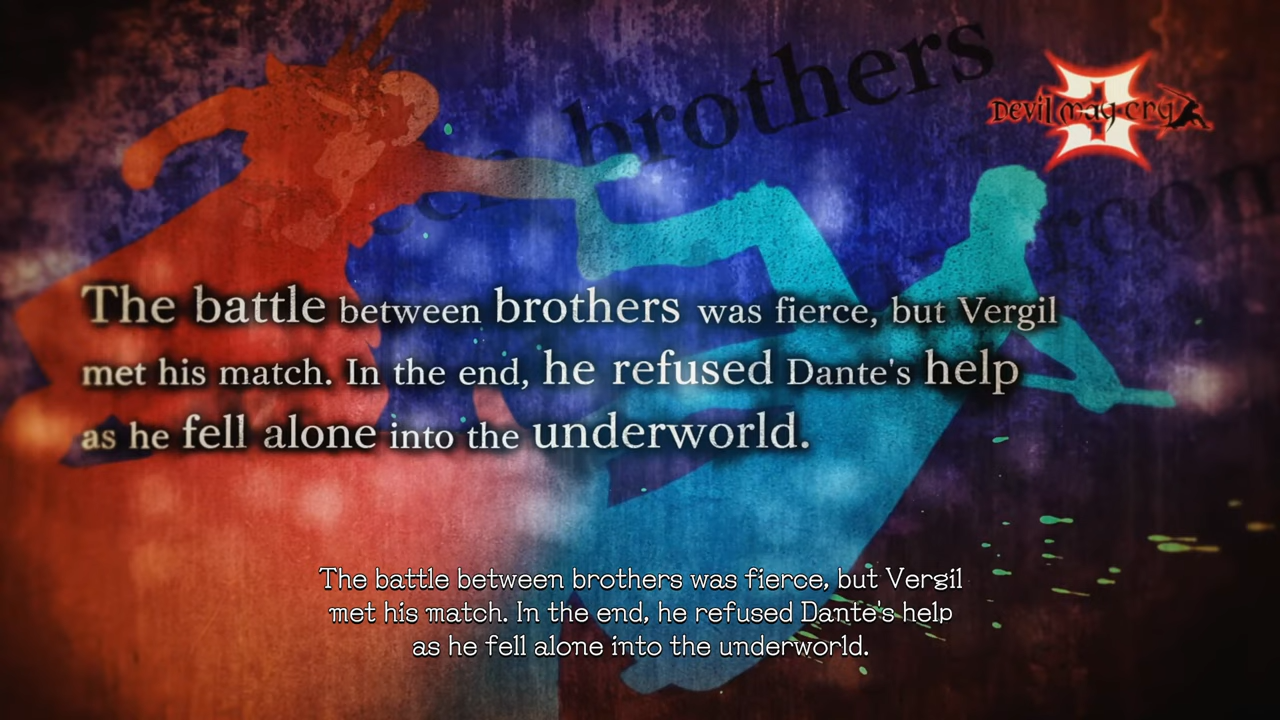 brothers
Devil may cry
3
The battle between brothers was fierce, but Vergil
met his match. In the end, he refused Dante's help
as he fell alone into the underworld.
The battle between brothers was fierce, but Vergil
met his match. In the end, he refused Dante's help
as he fell alone into the underworld.